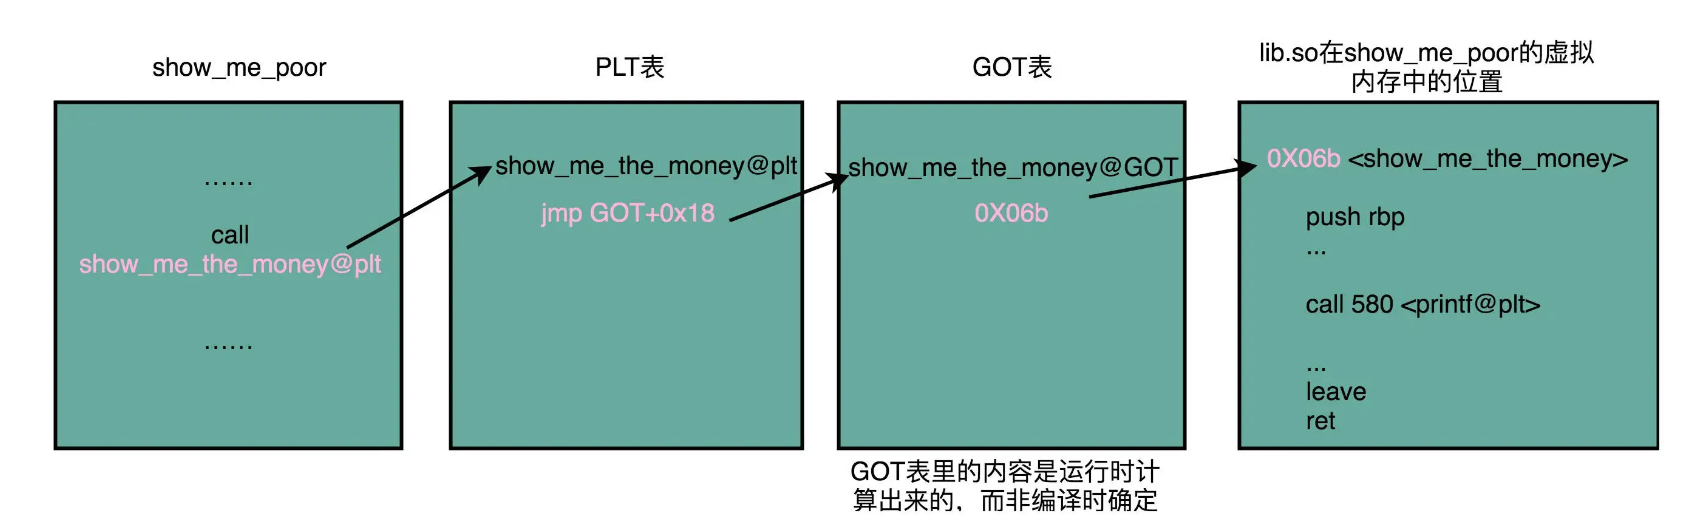 show_me_poor
PLT表
GOT表
lib.so在show_me_poor的虚拟
内存中的位置
……
call
show_me_the_money@plt
……
show_me_the_money@plt
jmp GOT+0x18
show_me_the_money@GOT
0X06b
0X06b <show_me_the_money>
push rbp
...
call 580 <printf@plt>
...
leave
ret
GOT表里的内容是运行时计
算出来的，而非编译时确定